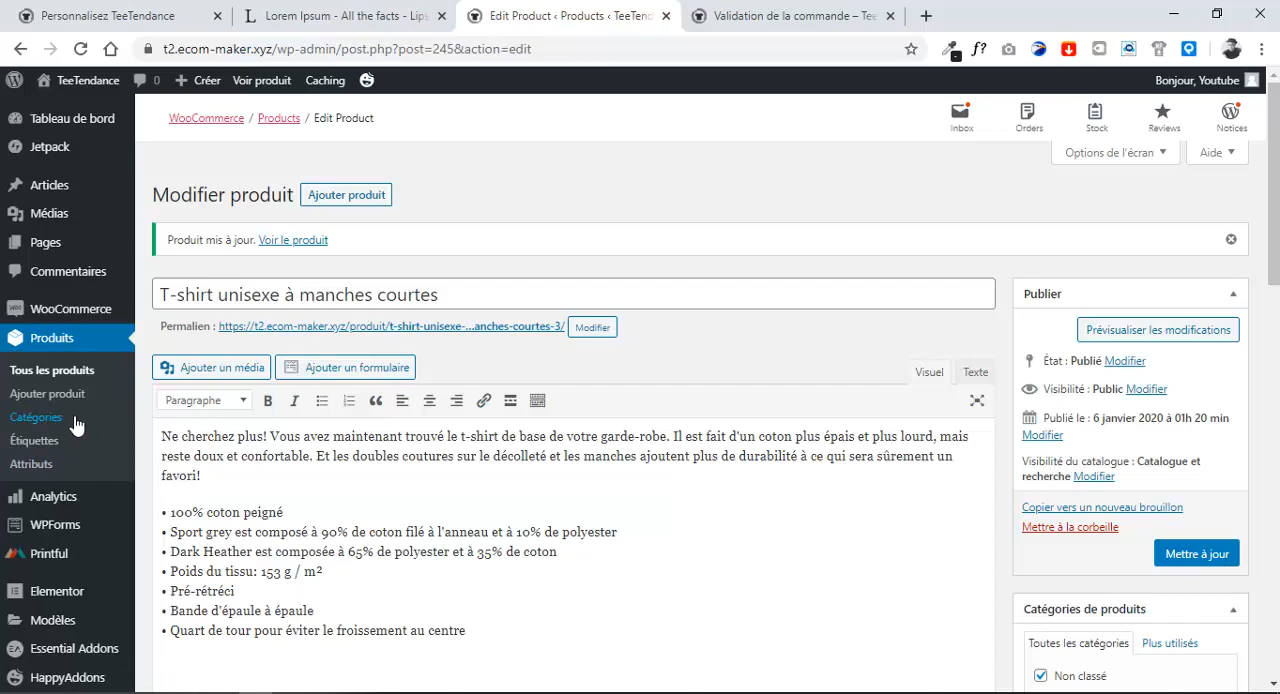 Personnalisez TeeTendance
Lorem Ipsum - All the facts - Lips
Edit Product ‹ Products ‹ TeeTend
Validation de la commande – Tee
t2.ecom-maker.xyz/wp-admin/post.php?post=245&action=edit
TeeTendance
0
Créer
Voir produit
Caching
Bonjour, Youtube
Tableau de bord
Jetpack
Articles
Médias
Pages
Commentaires
WooCommerce
Produits
Tous les produits
Ajouter produit
Catégories
Étiquettes
Attributs
Analytics
WPForms
Printful
Elementor
Modèles
Essential Addons
HappyAddons
WooCommerce / Products / Edit Product
Inbox
Orders
Stock
Reviews
Notices
Options de l'écran
Aide
Modifier produit
Ajouter produit
Produit mis à jour. Voir le produit
T-shirt unisexe à manches courtes
Permalien : https://t2.ecom-maker.xyz/produit/t-shirt-unisexe-...anches-courtes-3/ Modifier
Ajouter un média
Ajouter un formulaire
Visuel
Texte
Paragraphe
Ne cherchez plus! Vous avez maintenant trouvé le t-shirt de base de votre garde-robe. Il est fait d'un coton plus épais et plus lourd, mais
reste doux et confortable. Et les doubles coutures sur le décolleté et les manches ajoutent plus de durabilité à ce qui sera sûrement un
favori!
• 100% coton peigné
• Sport grey est composé à 90% de coton filé à l'anneau et à 10% de polyester
• Dark Heather est composée à 65% de polyester et à 35% de coton
• Poids du tissu: 153 g / m²
• Pré-rétréci
• Bande d'épaule à épaule
• Quart de tour pour éviter le froissement au centre
Publier
Prévisualiser les modifications
État : Publié Modifier
Visibilité : Public Modifier
Publié le : 6 janvier 2020 à 01h 20 min
Modifier
Visibilité du catalogue : Catalogue et
recherche Modifier
Copier vers un nouveau brouillon
Mettre à la corbeille
Mettre à jour
Catégories de produits
Toutes les catégories
Plus utilisés
Non classé